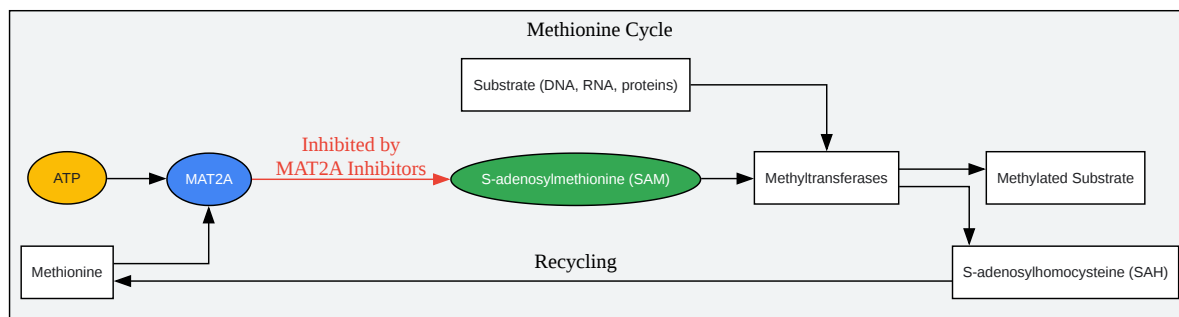 Methionine Cycle
Substrate (DNA, RNA, proteins)
Inhibited by
MAT2A Inhibitors
ATP
MAT2A
S-adenosylmethionine (SAM)
Methyltransferases
Methylated Substrate
Methionine
Recycling
S-adenosylhomocysteine (SAH)